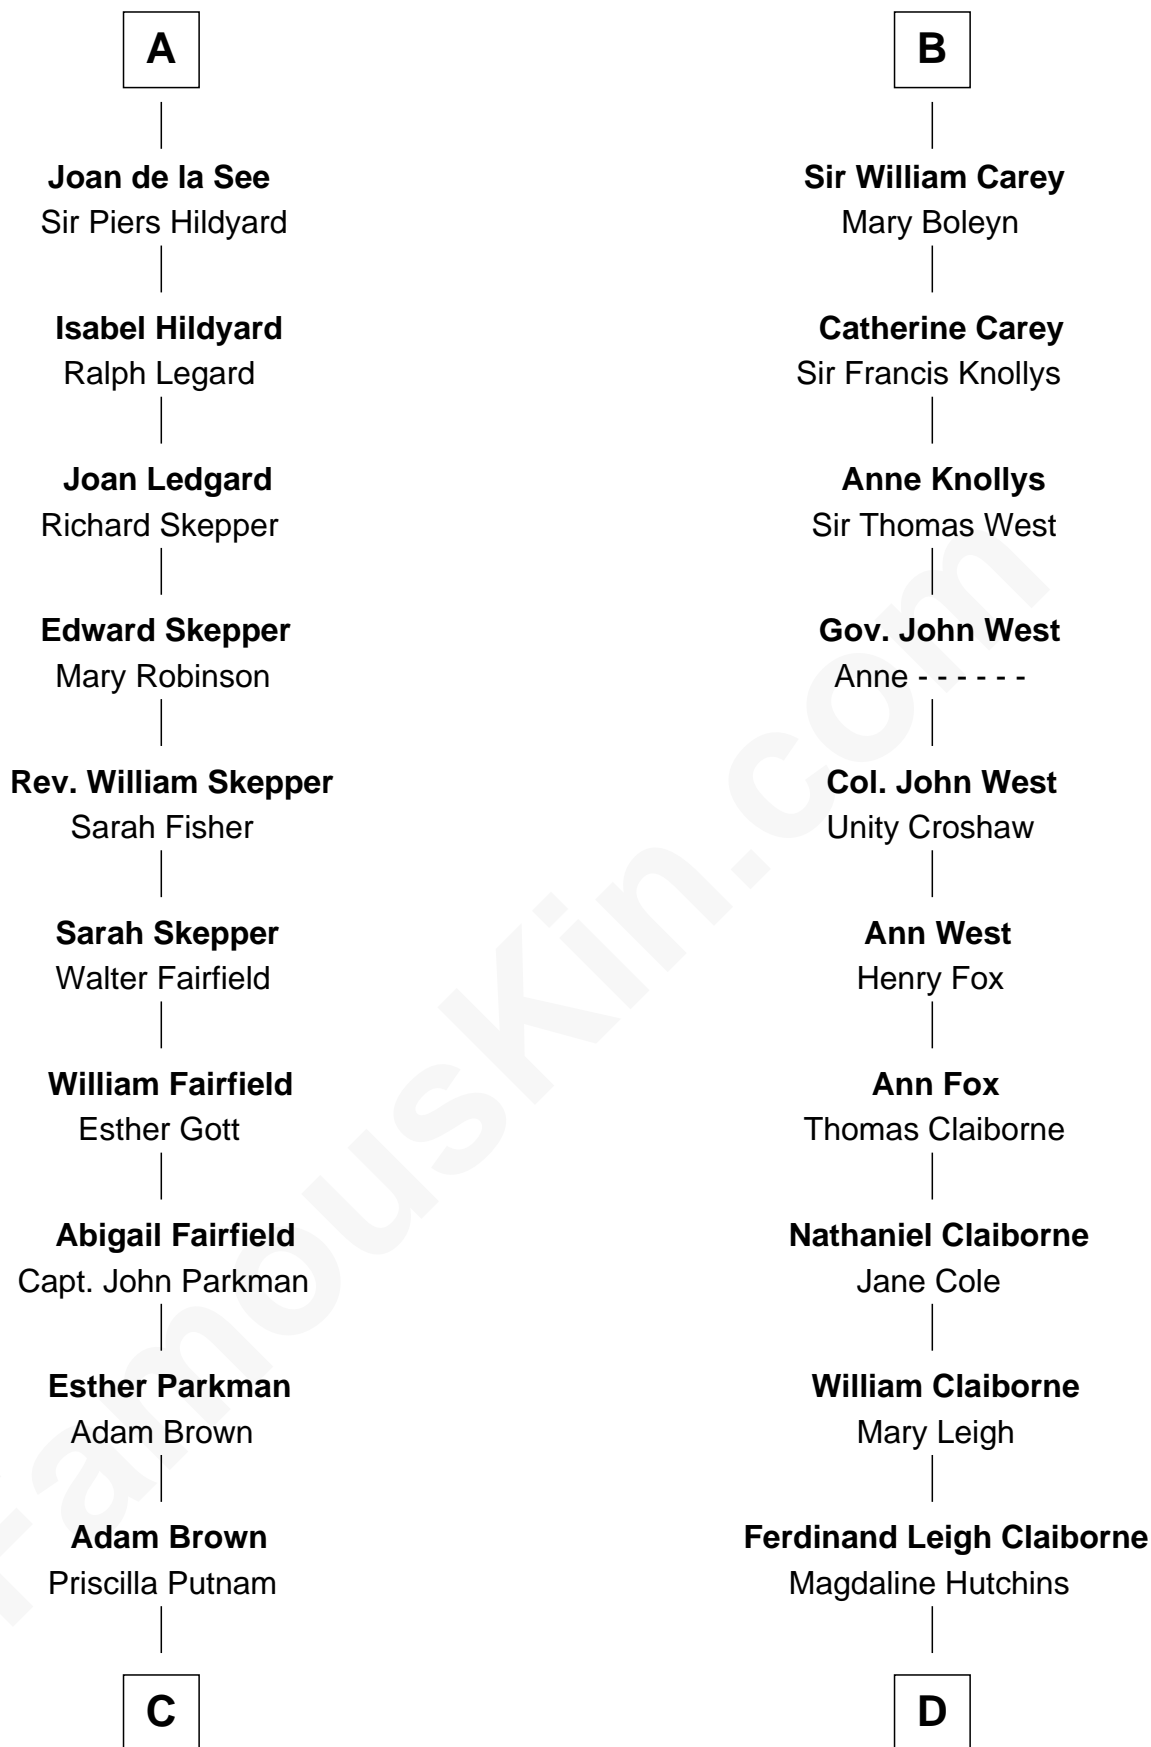 A
Joan de la See
Sir Piers Hildyard
Isabel Hildyard
Ralph Legard
Joan Ledgard
Richard Skepper
Edward Skepper
Mary Robinson
Rev. William Skepper
Sarah Fisher
Sarah Skepper
Walter Fairfield
William Fairfield
Esther Gott
Abigail Fairfield
Capt. John Parkman
Esther Parkman
Adam Brown
Adam Brown
Priscilla Putnam
C
B
Sir William Carey
Mary Boleyn
Catherine Carey
Sir Francis Knollys
Anne Knollys
Sir Thomas West
Gov. John West
Anne - - - - - -
Col. John West
Unity Croshaw
Ann West
Henry Fox
Ann Fox
Thomas Claiborne
Nathaniel Claiborne
Jane Cole
William Claiborne
Mary Leigh
Ferdinand Leigh Claiborne
Magdaline Hutchins
D
FamousKin.com